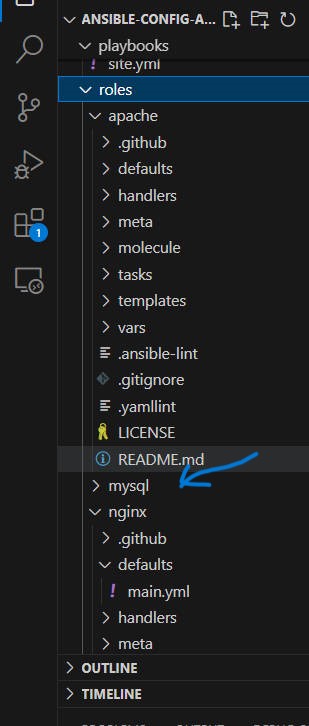 ANSIBLE-CONFIG-A...
playbooks
site.yml
roles
apache
.github
defaults
handlers
meta
molecule
tasks
templates
vars
.ansible-lint
.gitignore
.yamllint
LICENSE
README.md
mysql
nginx
.github
defaults
main.yml
handlers
meta
OUTLINE
TIMELINE
1